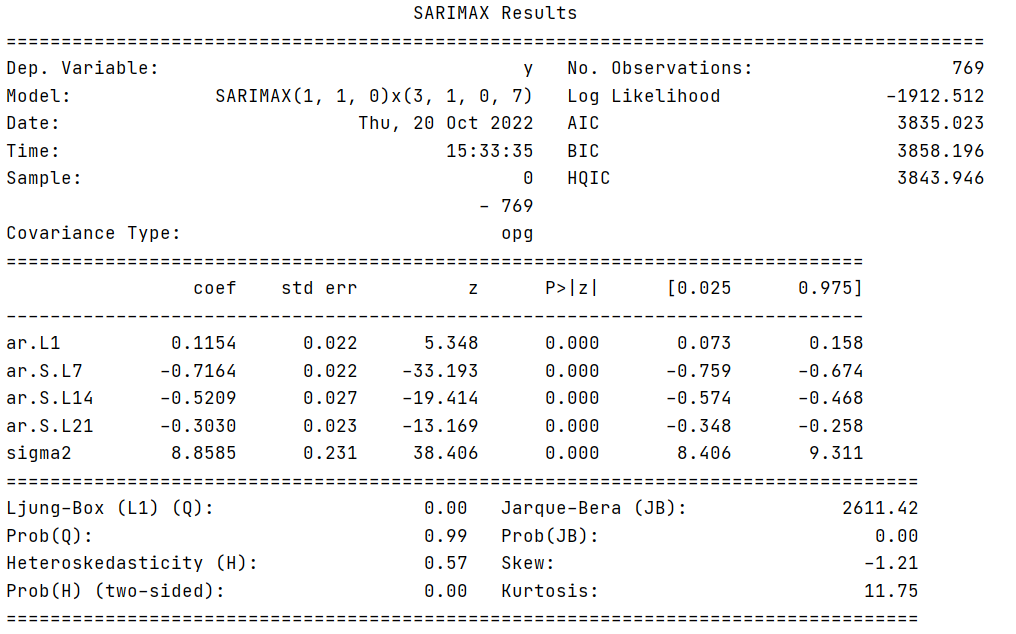 SARIMAX Results
=========================================================================================
Dep. Variable:                                 y   No. Observations:                  769
Model:             SARIMAX(1, 1, 0)x(3, 1, 0, 7)   Log Likelihood               -1912.512
Date:                           Thu, 20 Oct 2022   AIC                           3835.023
Time:                                   15:33:35   BIC                           3858.196
Sample:                                        0   HQIC                          3843.946
                                           - 769
Covariance Type:                             opg
==============================================================================
                 coef    std err          z      P>|z|      [0.025      0.975]
------------------------------------------------------------------------------
ar.L1          0.1154      0.022      5.348      0.000       0.073       0.158
ar.S.L7       -0.7164      0.022    -33.193      0.000      -0.759      -0.674
ar.S.L14      -0.5209      0.027    -19.414      0.000      -0.574      -0.468
ar.S.L21      -0.3030      0.023    -13.169      0.000      -0.348      -0.258
sigma2         8.8585      0.231     38.406      0.000       8.406       9.311
===================================================================================
Ljung-Box (L1) (Q):                   0.00   Jarque-Bera (JB):              2611.42
Prob(Q):                              0.99   Prob(JB):                         0.00
Heteroskedasticity (H):               0.57   Skew:                            -1.21
Prob(H) (two-sided):                  0.00   Kurtosis:                        11.75
===================================================================================